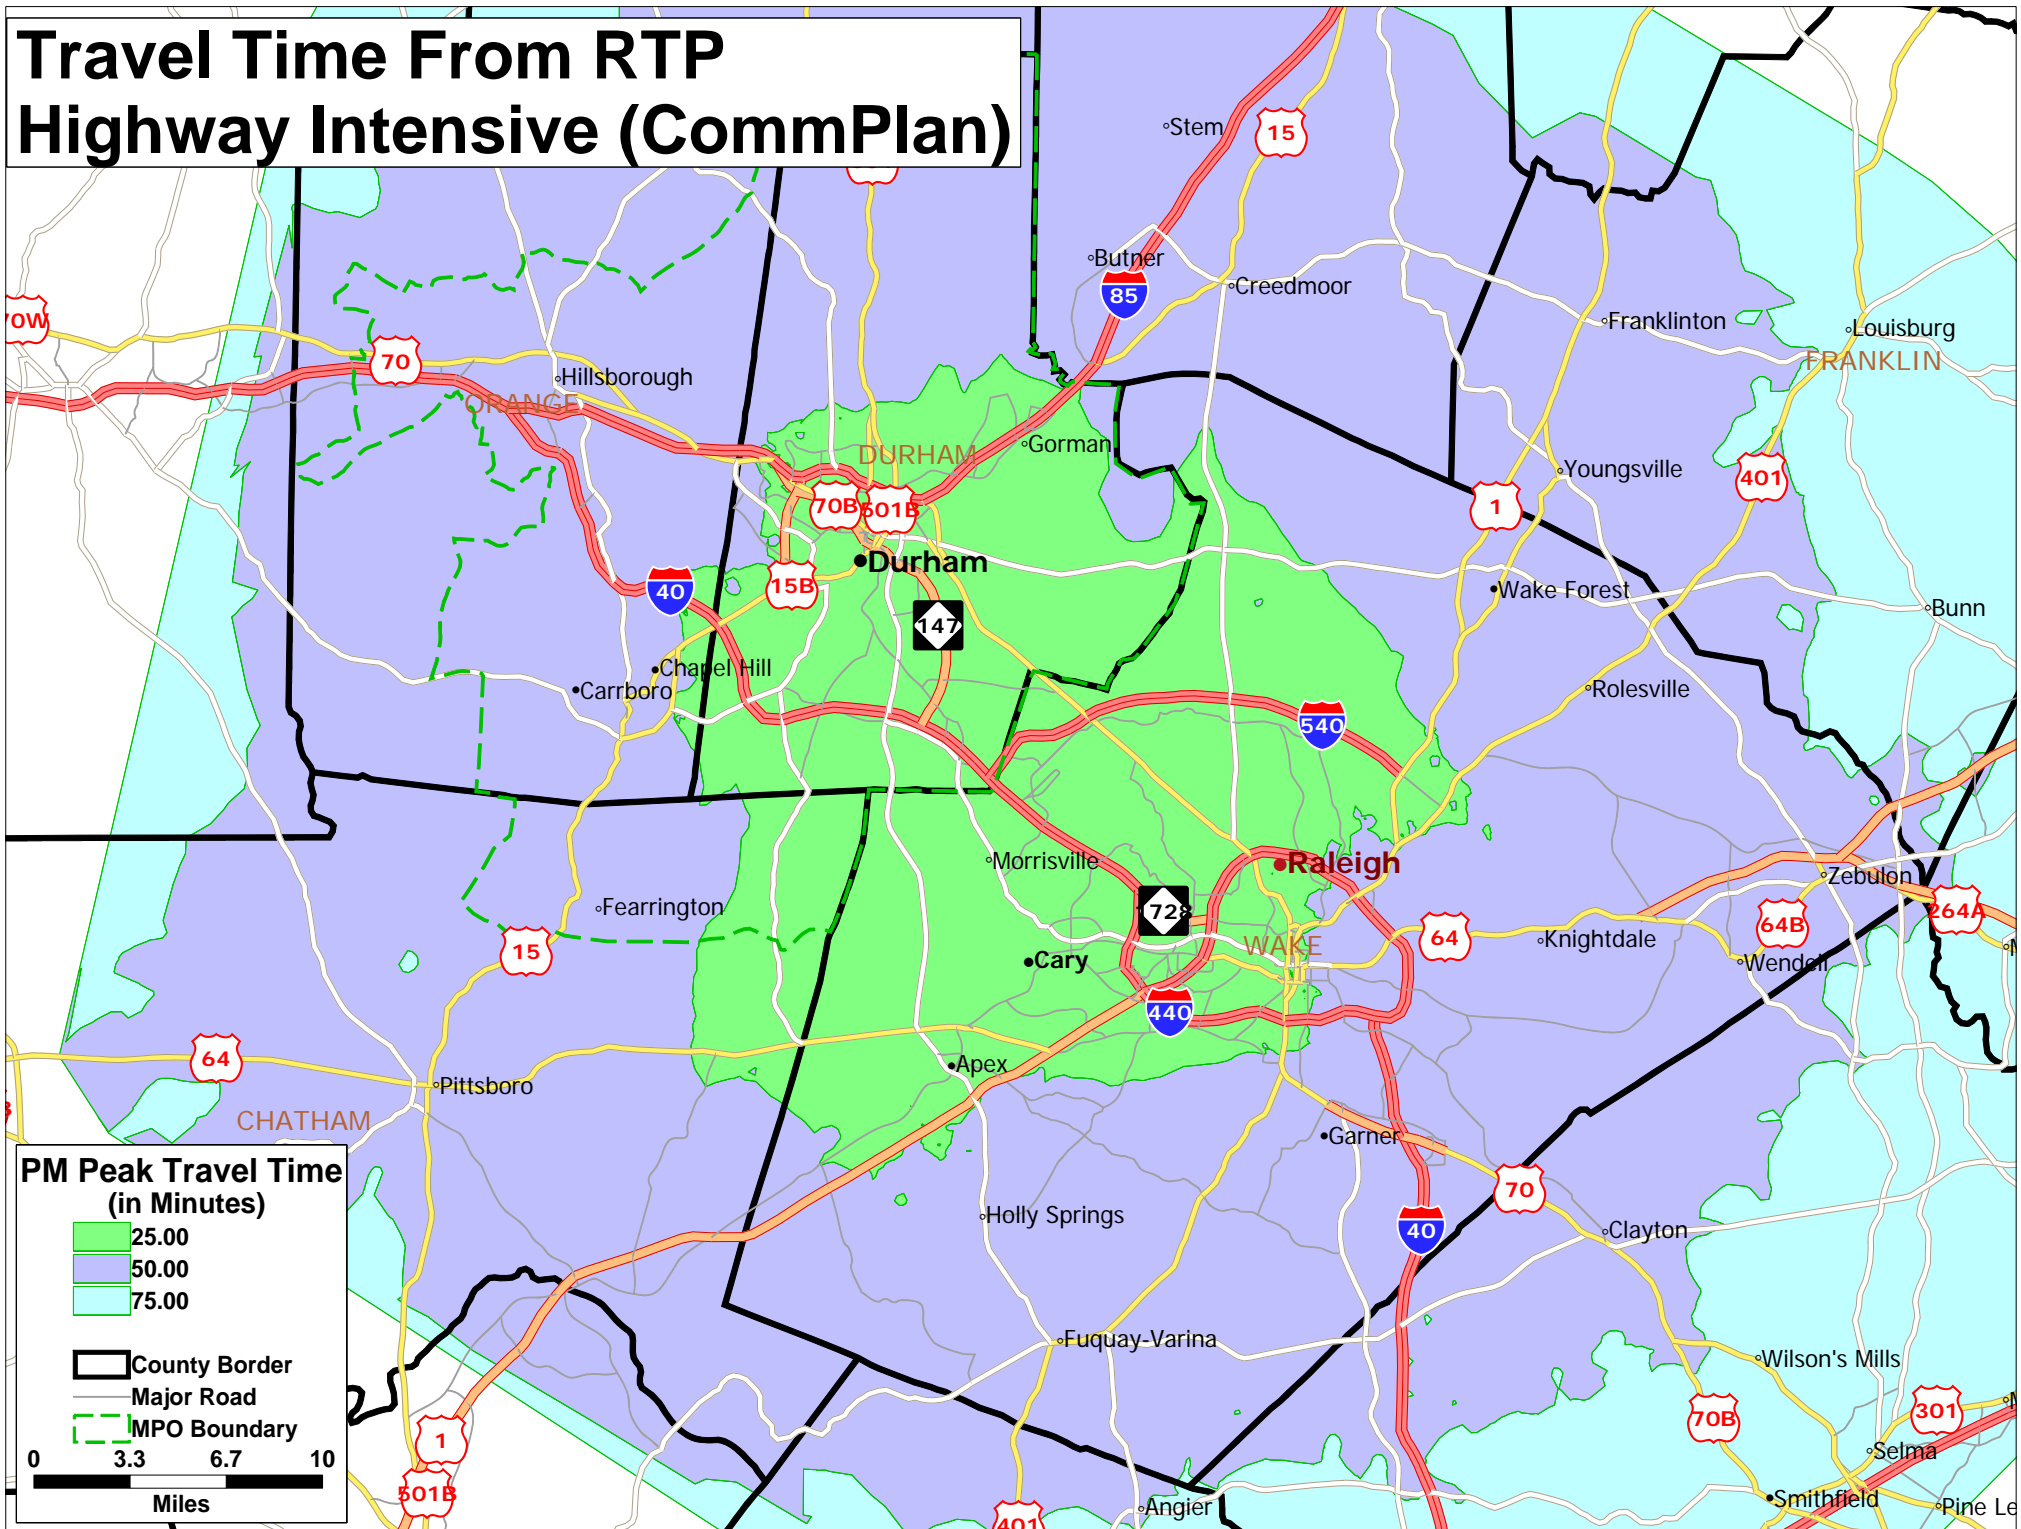 Travel Time From RTP
Highway Intensive (CommPlan)
Stem
15
Butner
85
Creedmoor
Franklinton
Louisburg
FRANKLIN
70W
70
Hillsborough
ORANGE
DURHAM
Gorman
Youngsville
401
1
70B
501B
Durham
15B
40
147
Wake Forest
Bunn
Chapel Hill
Carrboro
Rolesville
540
Morrisville
Raleigh
Zebulon
Fearrington
728
264A
64B
15
64
Knightdale
WAKE
Cary
Wendell
440
64
Apex
Pittsboro
CHATHAM
Garner
70
Holly Springs
40
Clayton
Fuquay-Varina
Wilson's Mills
70B
301
1
Selma
501B
Smithfield
Angier
Pine Le
401
PM Peak Travel Time
(in Minutes)
25.00
50.00
75.00
County Border
Major Road
MPO Boundary
0 3.3 6.7 10
Miles